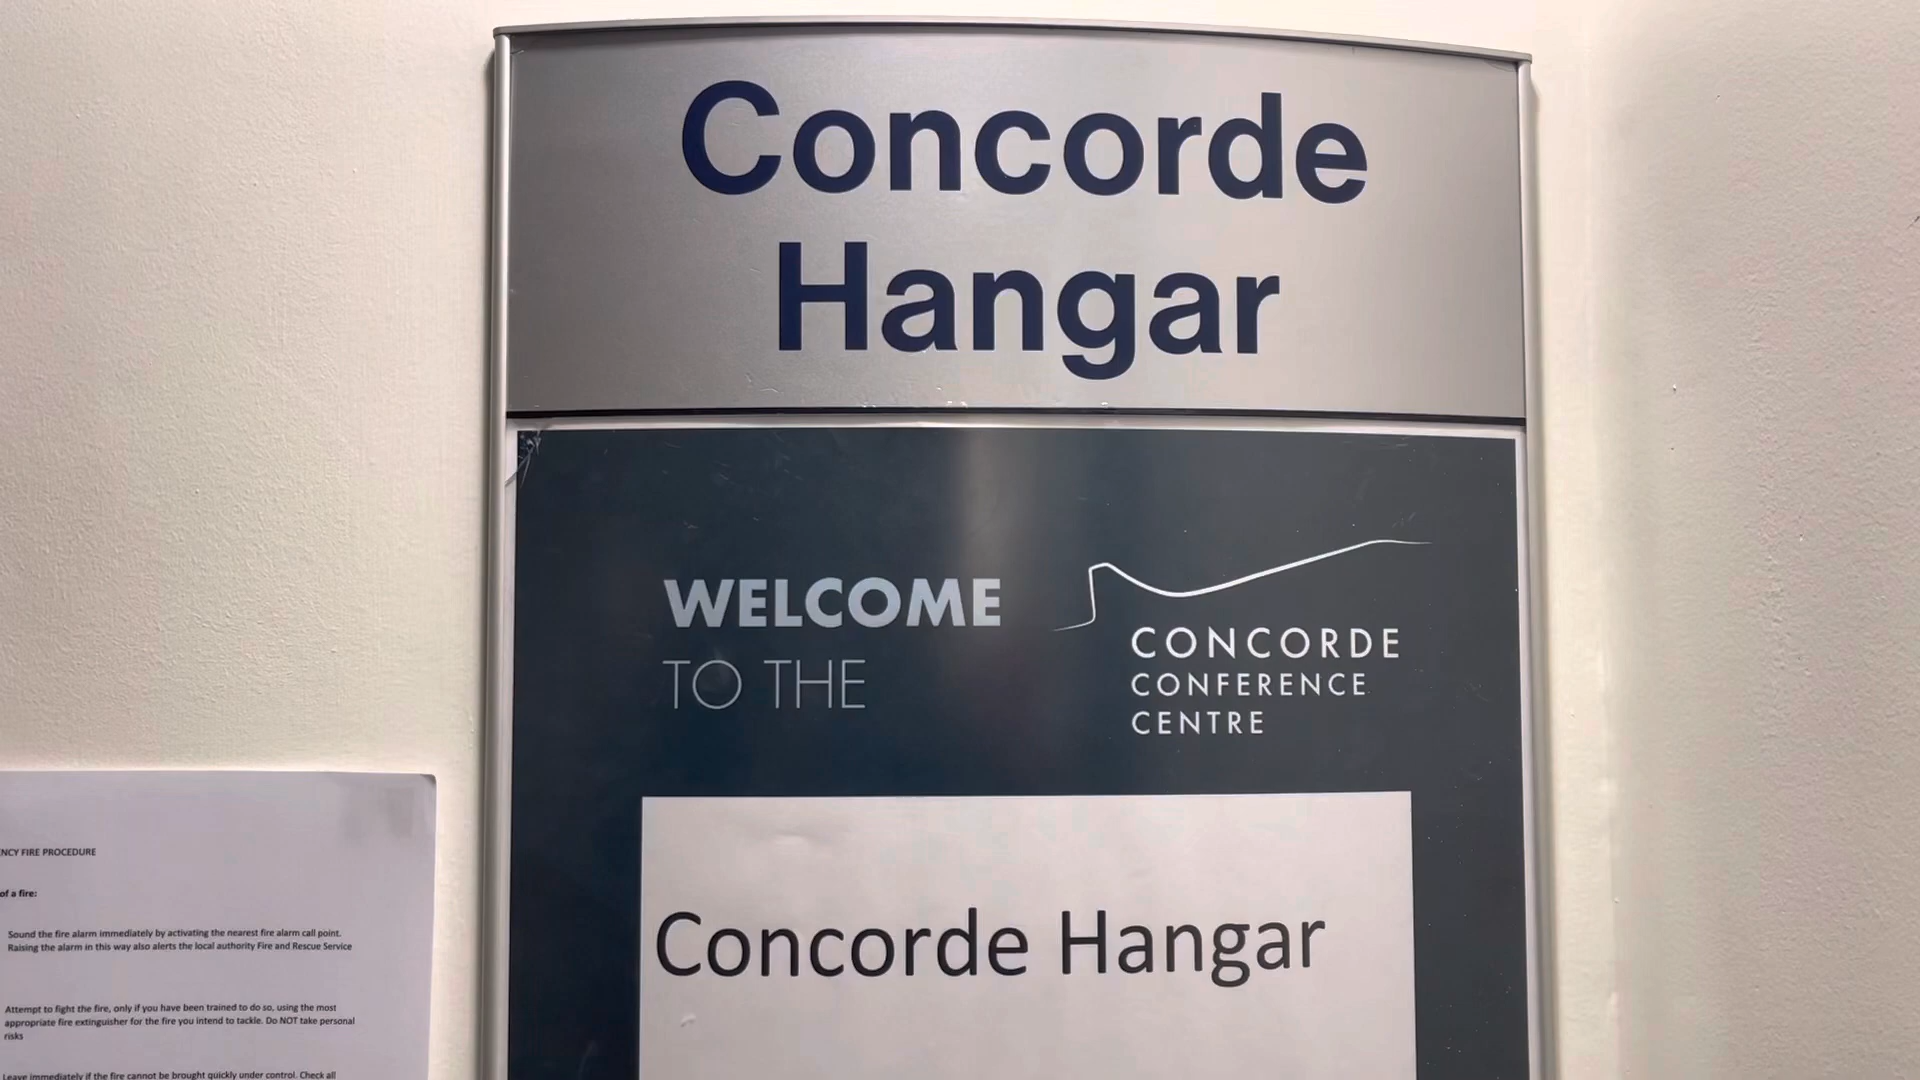 Concorde
Hangar
WELCOME
TO THE
CONCORDE
CONFERENCE
CENTRE
Concorde Hangar
NCY FIRE PROCEDURE
of a fire:
Sound the fire alarm immediately by activating the nearest fire alarm call point.
Raising the alarm in this way also alerts the local authority Fire and Rescue Service
Attempt to fight the fire, only if you have been trained to do so, using the most
appropriate fire extinguisher for the fire you intend to tackle. Do NOT take personal
risks
Leave immediately if the fire cannot be brought quickly under control. Check all